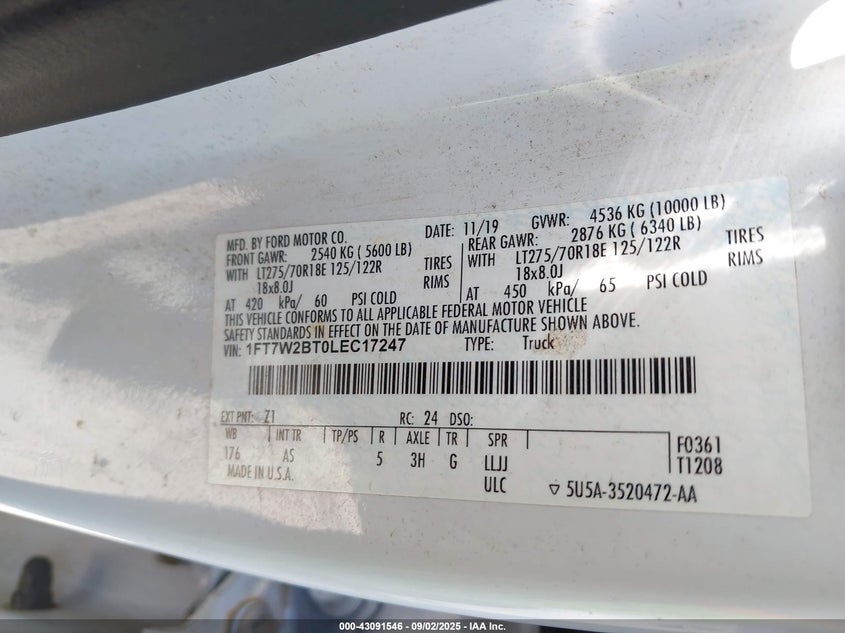 MFD. BY FORD MOTOR CO. DATE: 11/19 GVWR: 4536 KG (10000 LB)
FRONT GAWR: 2540 KG ( 5600 LB) REAR GAWR: 2876 KG ( 6340 LB)
WITH LT275/70R18E 125/122R TIRES WITH LT275/70R18E 125/122R TIRES
18x8.0J RIMS 18x8.0J RIMS
AT 420 kPa/ 60 PSI COLD AT 450 kPa/ 65 PSI COLD
THIS VEHICLE CONFORMS TO ALL APPLICABLE FEDERAL MOTOR VEHICLE
SAFETY STANDARDS IN EFFECT ON THE DATE OF MANUFACTURE SHOWN ABOVE.
VIN: 1FT7W2BT0LEC17247 TYPE: Truck
EXT PNT: Z1 RC: 24 DSO:
WB INT TR TP/PS R AXLE TR SPR F0361
176 AS 5 3H G LLJJ T1208
MADE IN U.S.A. ULC 5U5A-3520472-AA
000-43091546 - 09/02/2025 - IAA Inc.